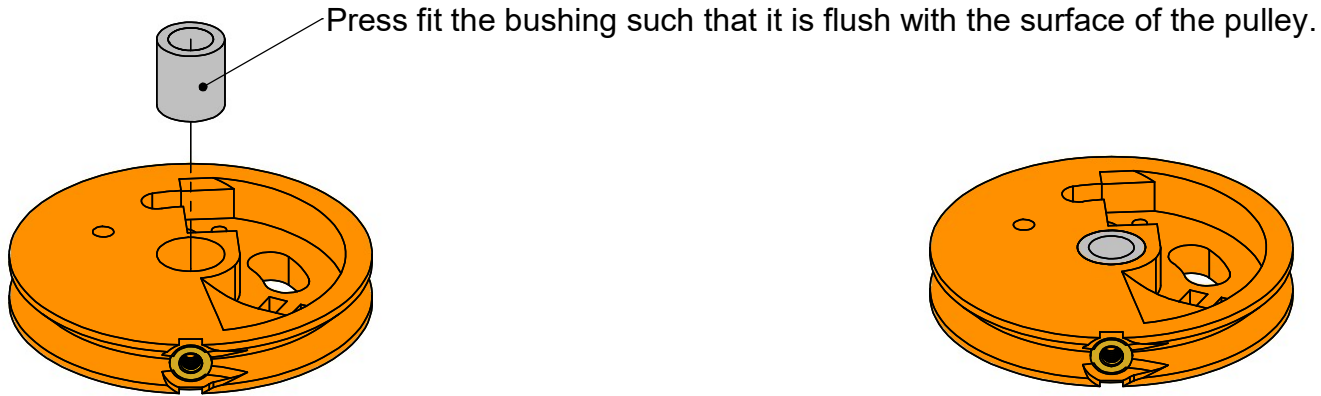 Press fit the bushing such that it is flush with the surface of the pulley.